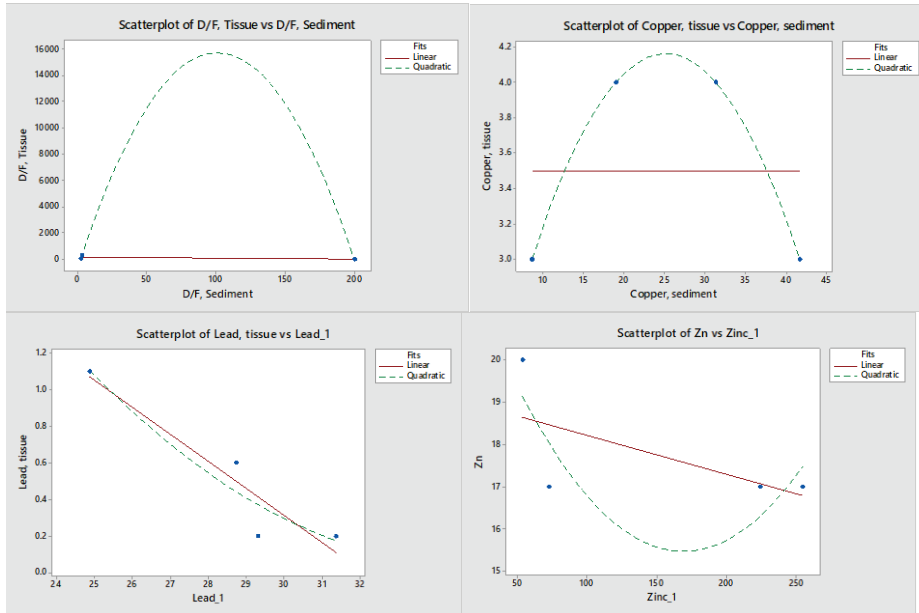 Scatterplot of D/F, Tissue vs D/F, Sediment
Fits
Linear
Quadratic
16000
14000
12000
10000
8000
6000
4000
2000
0
D/F, Tissue
0 50 100 150 200
D/F, Sediment
Scatterplot of Copper, tissue vs Copper, sediment
Fits
Linear
Quadratic
4.2
4.0
3.8
3.6
3.4
3.2
3.0
Copper, tissue
10 15 20 25 30 35 40 45
Copper, sediment
Scatterplot of Lead, tissue vs Lead_1
Fits
Linear
Quadratic
1.2
1.0
0.8
0.6
0.4
0.2
0.0
Lead, tissue
24 25 26 27 28 29 30 31 32
Lead_1
Scatterplot of Zn vs Zinc_1
Fits
Linear
Quadratic
20
19
18
17
16
15
Zn
50 100 150 200 250
Zinc_1